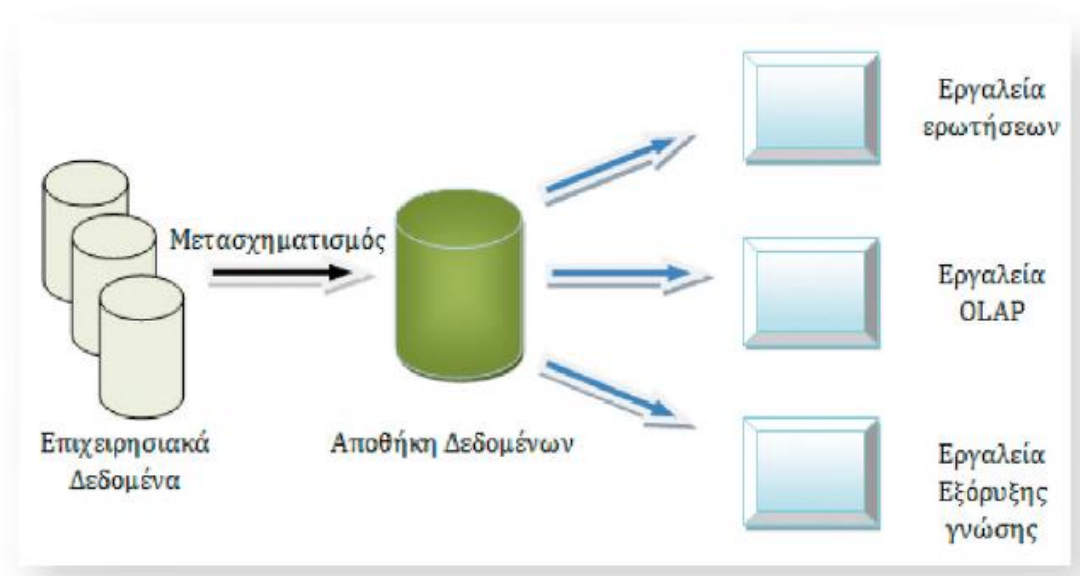 Εργαλεία
ερωτήσεων
Μετασχηματισμός
Εργαλεία
OLAP
Επιχειρησιακά
Δεδομένα
Αποθήκη Δεδομένων
Εργαλεία
Εξόρυξης
γνώσης